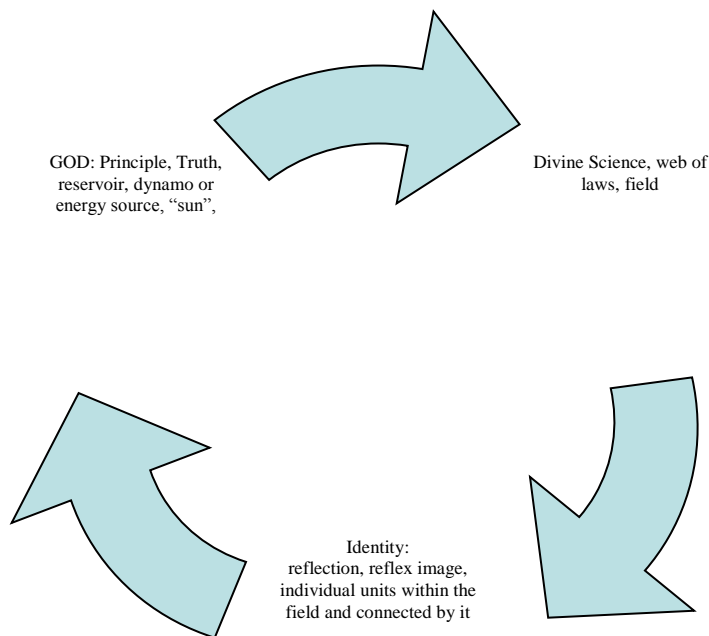 GOD: Principle, Truth,
reservoir, dynamo or
energy source, “sun”,
Divine Science, web of
laws, field
Identity:
reflection, reflex image,
individual units within the
field and connected by it